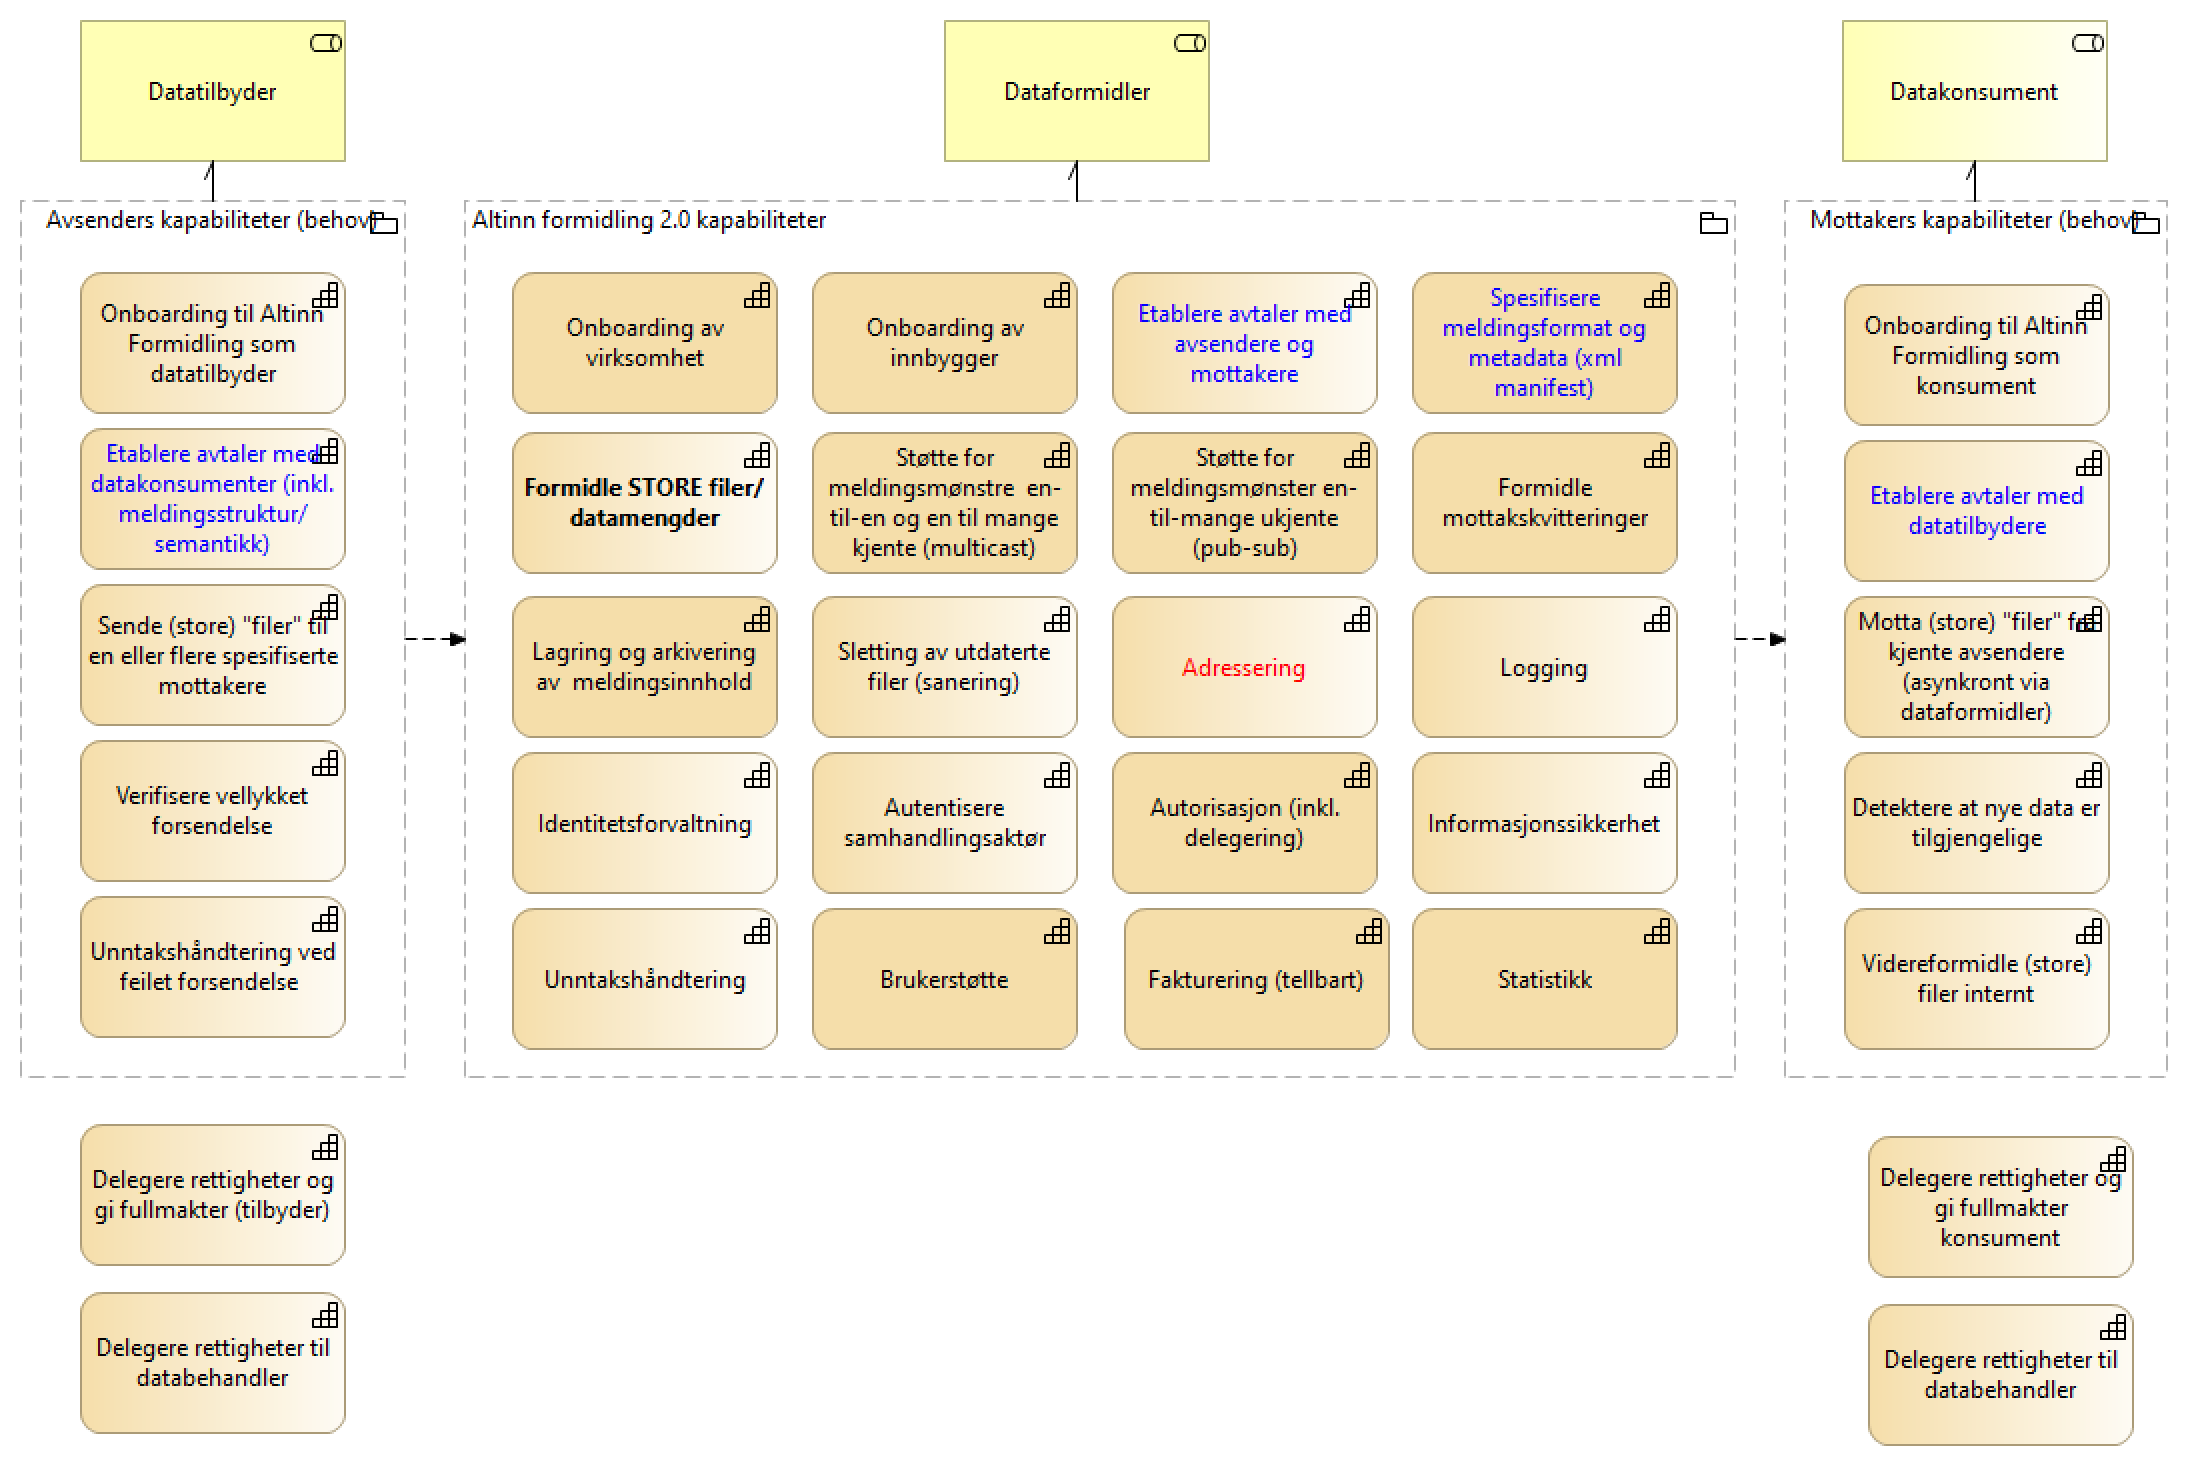 Datatilbyder
Dataformidler
Datakonsument
Avsenders kapabiliteter (behov)
Onboarding til Altinn
Formidling som
datatilbyder
Etablere avtaler med
datakonsumenter (inkl.
meldingsstruktur/
semantikk)
Sende (store) "filer" til
en eller flere spesifiserte
mottakere
Verifisere vellykket
forsendelse
Unntakshåndtering ved
feilet forsendelse
Altinn formidling 2.0 kapabiliteter
Onboarding av
virksomhet
Onboarding av
innbygger
Etablere avtaler med
avsendere og
mottakere
Spesifisere
meldingsformat og
metadata (xml
manifest)
Formidle STORE filer/
datamengder
Støtte for
meldingsmønstre  en-
til-en og en til mange
kjente (multicast)
Støtte for
meldingsmønster en-
til-mange ukjente
(pub-sub)
Formidle
mottakskvitteringer
Lagring og arkivering
av  meldingsinnhold
Sletting av utdaterte
filer (sanering)
Adressering
Logging
Identitetsforvaltning
Autentisere
samhandlingsaktør
Autorisasjon (inkl.
delegering)
Informasjonssikkerhet
Unntakshåndtering
Brukerstøtte
Fakturering (tellbart)
Statistikk
Mottakers kapabiliteter (behov)
Onboarding til Altinn
Formidling som
konsument
Etablere avtaler med
datatilbydere
Motta (store) "filer" fra
kjente avsendere
(asynkront via
dataformidler)
Detektere at nye data er
tilgjengelige
Videreformidle (store)
filer internt
Delegere rettigheter og
gi fullmakter (tilbyder)
Delegere rettigheter til
databehandler
Delegere rettigheter og
gi fullmakter
konsument
Delegere rettigheter til
databehandler